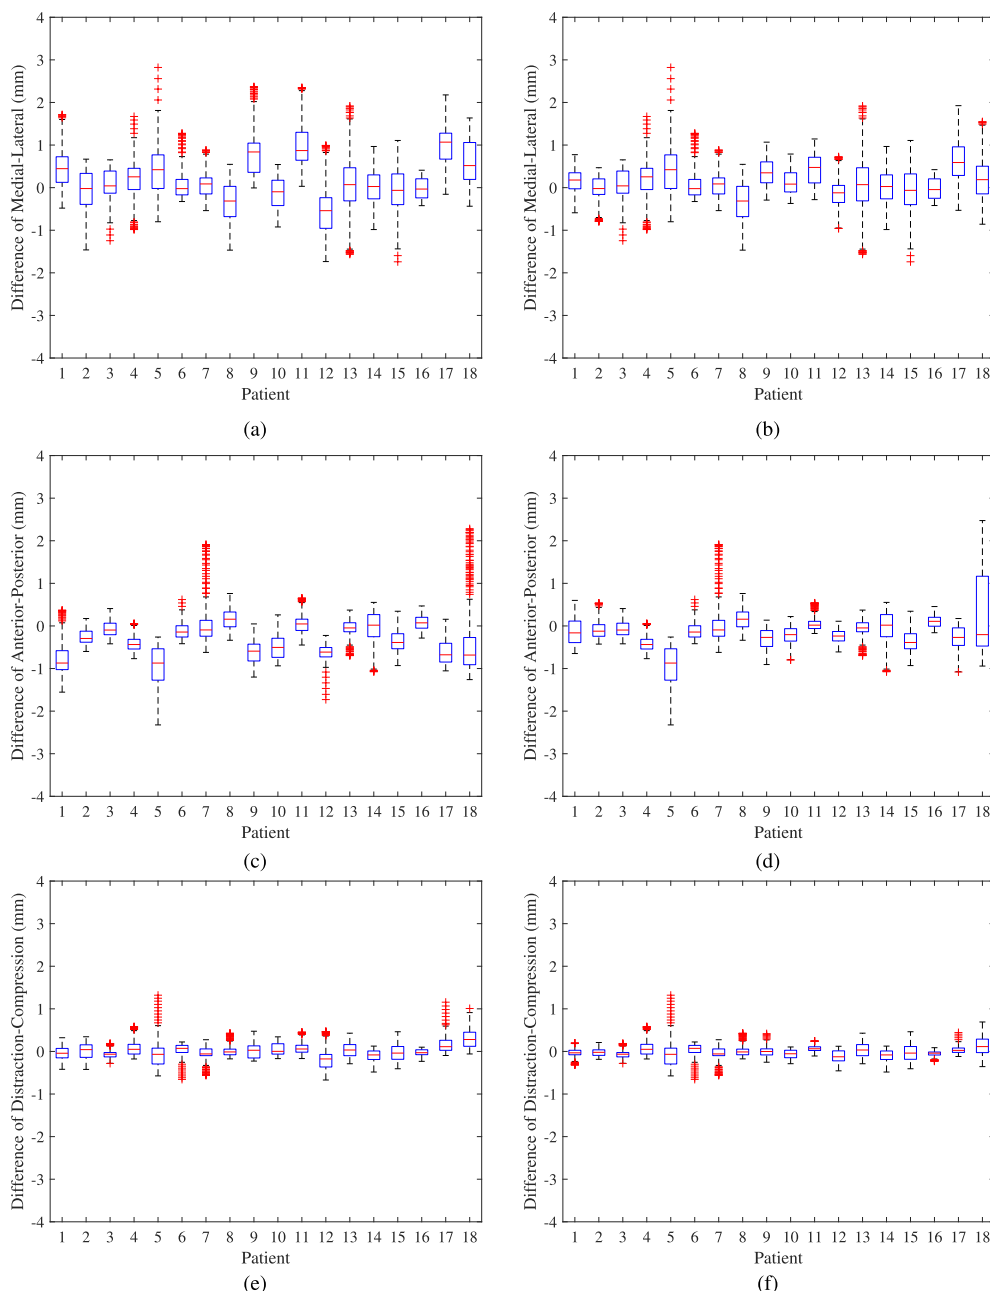 4
3
2
1
0
-1
-2
-3
-4
Difference of Medial-Lateral (mm)
1 2 3 4 5 6 7 8 9 10 11 12 13 14 15 16 17 18
Patient
(a)
4
3
2
1
0
-1
-2
-3
-4
Difference of Medial-Lateral (mm)
1 2 3 4 5 6 7 8 9 10 11 12 13 14 15 16 17 18
Patient
(b)
4
3
2
1
0
-1
-2
-3
-4
Difference of Anterior-Posterior (mm)
1 2 3 4 5 6 7 8 9 10 11 12 13 14 15 16 17 18
Patient
(c)
4
3
2
1
0
-1
-2
-3
-4
Difference of Anterior-Posterior (mm)
1 2 3 4 5 6 7 8 9 10 11 12 13 14 15 16 17 18
Patient
(d)
4
3
2
1
0
-1
-2
-3
-4
Difference of Distraction-Compression (mm)
1 2 3 4 5 6 7 8 9 10 11 12 13 14 15 16 17 18
Patient
(e)
4
3
2
1
0
-1
-2
-3
-4
Difference of Distraction-Compression (mm)
1 2 3 4 5 6 7 8 9 10 11 12 13 14 15 16 17 18
Patient
(f)